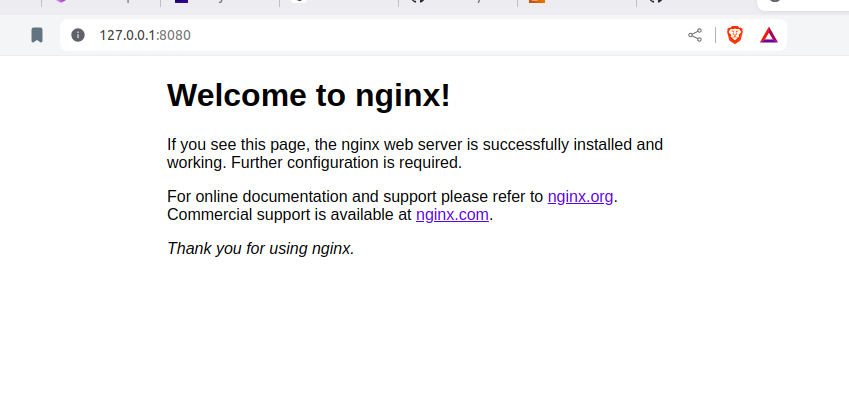 127.0.0.1:8080
Welcome to nginx!
If you see this page, the nginx web server is successfully installed and
working. Further configuration is required.
For online documentation and support please refer to nginx.org.
Commercial support is available at nginx.com.
Thank you for using nginx.